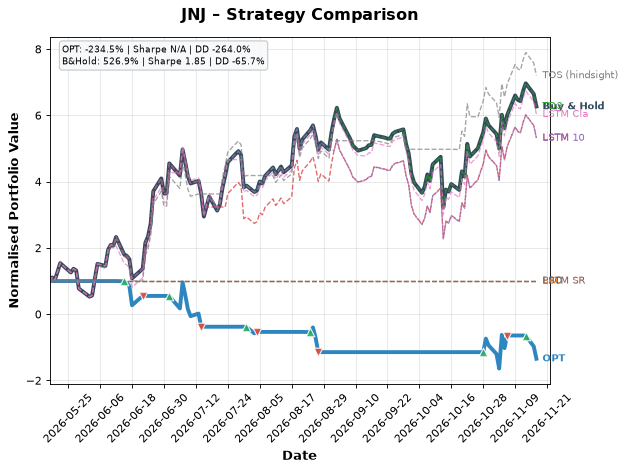 JNJ – Strategy Comparison
OPT: -234.5% | Sharpe N/A | DD -264.0%
B&Hold: 526.9% | Sharpe 1.85 | DD -65.7%
Normalised Portfolio Value
8
6
4
2
0
−2
TOS (hindsight)
Buy & Hold
LSTM Cla
LSTM 10
LSTM SR
OPT
2026-05-25
2026-06-06
2026-06-18
2026-06-30
2026-07-12
2026-07-24
2026-08-05
2026-08-17
2026-08-29
2026-09-10
2026-09-22
2026-10-04
2026-10-16
2026-10-28
2026-11-09
2026-11-21
Date